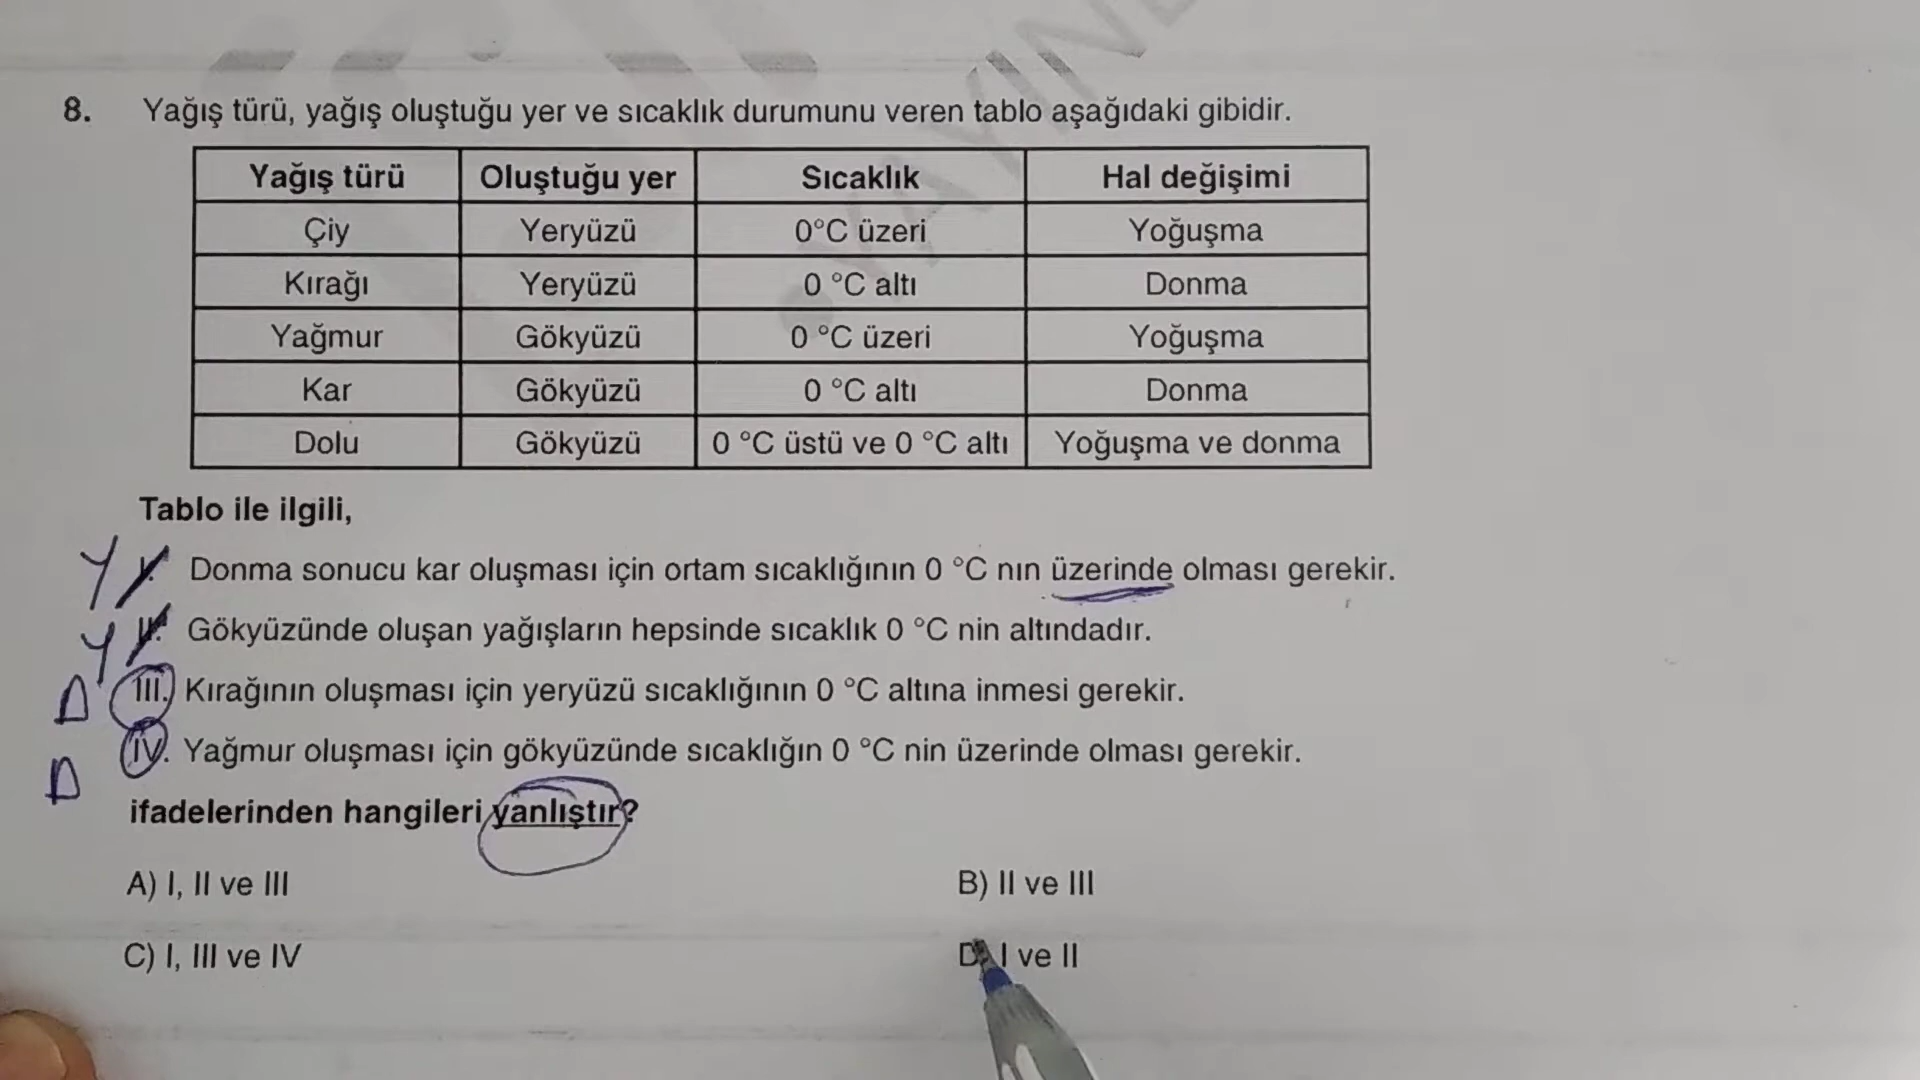 YAYINE
8. Yağış türü, yağış oluştuğu yer ve sıcaklık durumunu veren tablo aşağıdaki gibidir.
Yağış türü Oluştuğu yer Sıcaklık Hal değişimi
Çiy Yeryüzü 0°C üzeri Yoğuşma
Kırağı Yeryüzü 0 °C altı Donma
Yağmur Gökyüzü 0 °C üzeri Yoğuşma
Kar Gökyüzü 0 °C altı Donma
Dolu Gökyüzü 0 °C üstü ve 0 °C altı Yoğuşma ve donma
Tablo ile ilgili,
Y I. Donma sonucu kar oluşması için ortam sıcaklığının 0 °C nın üzerinde olması gerekir.
Y II. Gökyüzünde oluşan yağışların hepsinde sıcaklık 0 °C nin altındadır.
D III. Kırağının oluşması için yeryüzü sıcaklığının 0 °C altına inmesi gerekir.
D IV. Yağmur oluşması için gökyüzünde sıcaklığın 0 °C nin üzerinde olması gerekir.
ifadelerinden hangileri yanlıştır?
A) I, II ve III B) II ve III
C) I, III ve IV D) I ve II